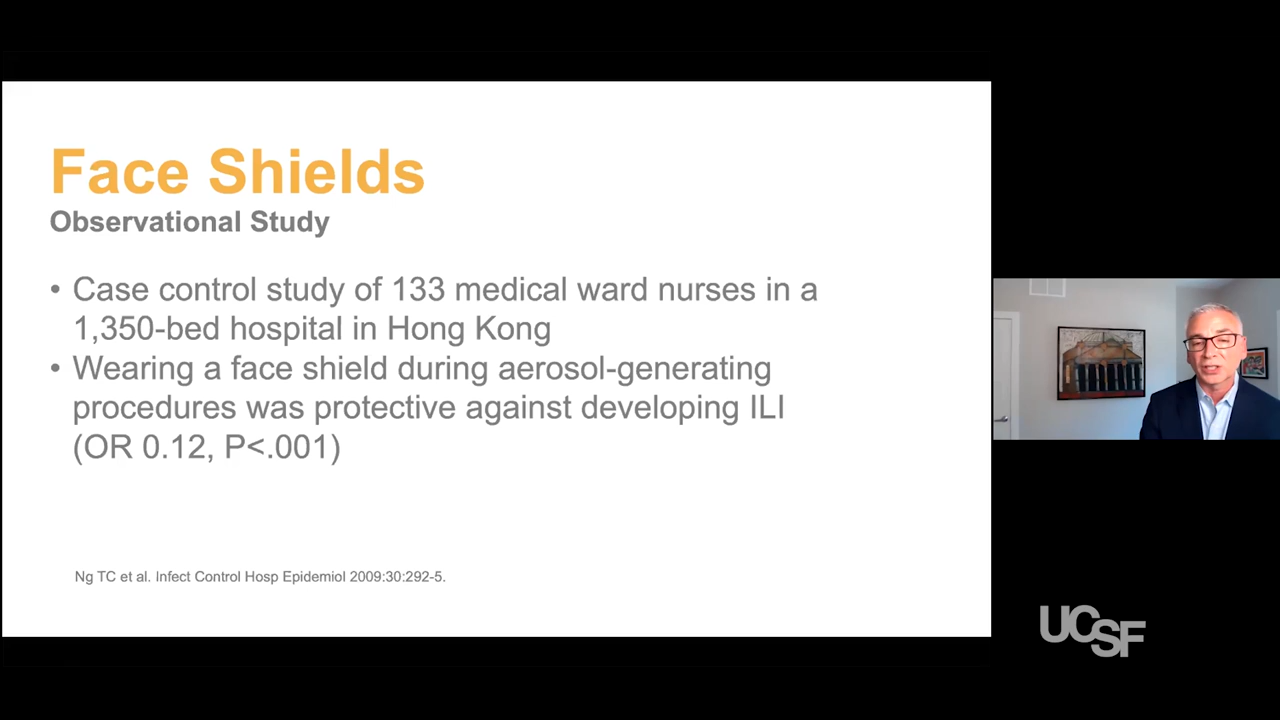 Face Shields
Observational Study
• Case control study of 133 medical ward nurses in a
1,350-bed hospital in Hong Kong
• Wearing a face shield during aerosol-generating
procedures was protective against developing ILI
(OR 0.12, P<.001)
Ng TC et al. Infect Control Hosp Epidemiol 2009:30:292-5.
UCSF